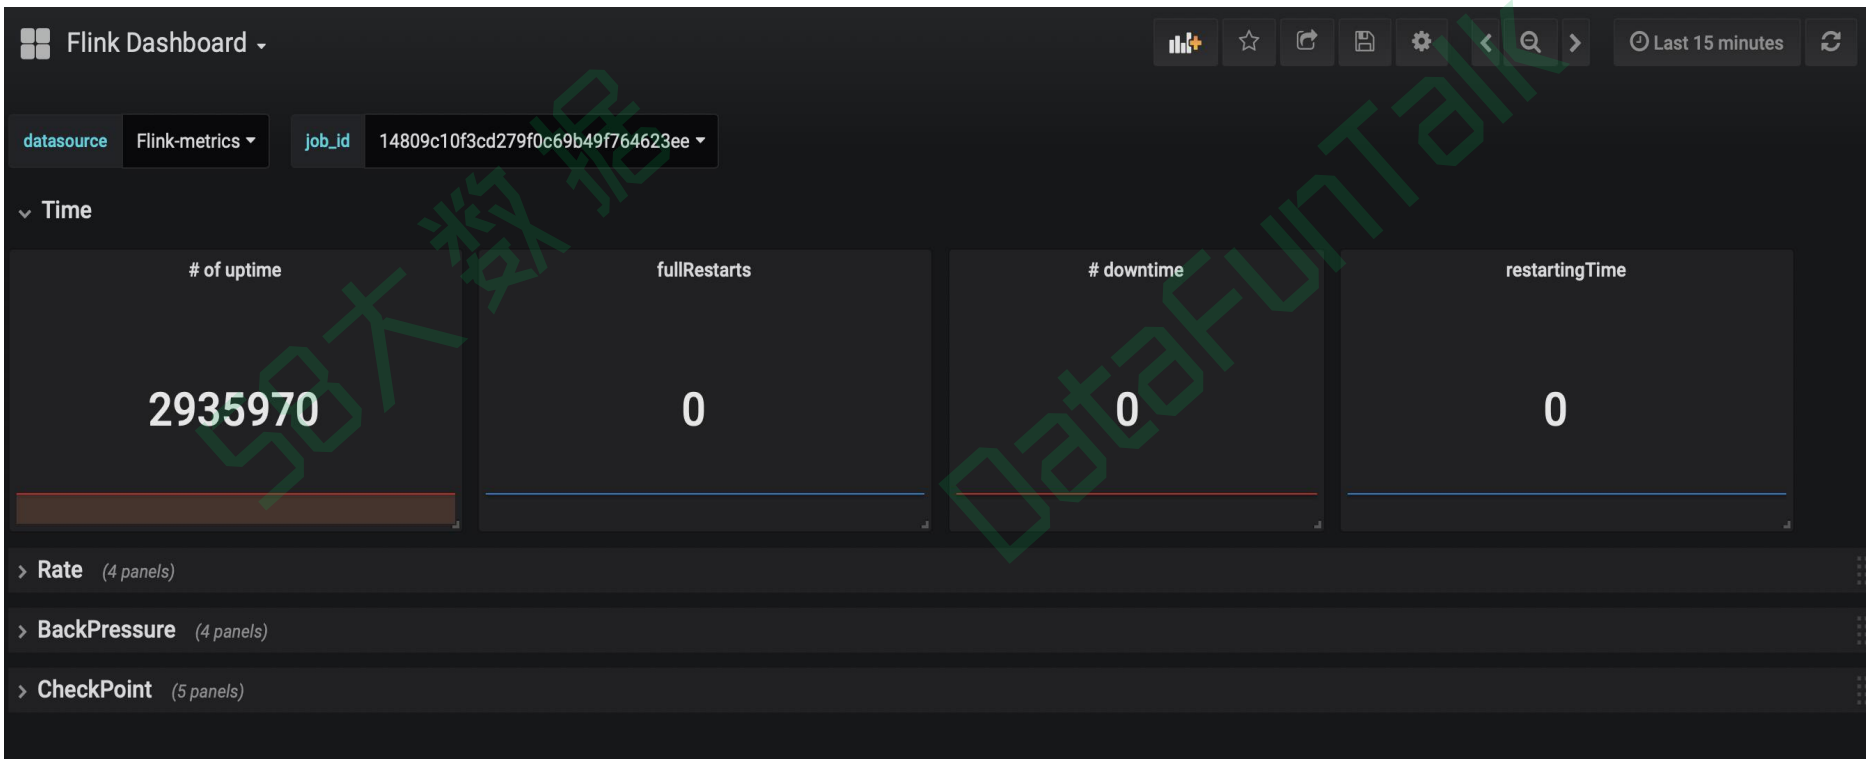 Flink Dashboard
Last 15 minutes
datasource Flink-metrics job_id 14809c10f3cd279f0c69b49f764623ee
Time
# of uptime fullRestarts # downtime restartingTime
2935970 0 0 0
Rate (4 panels)
BackPressure (4 panels)
CheckPoint (5 panels)
58大数据
DataFunTalk